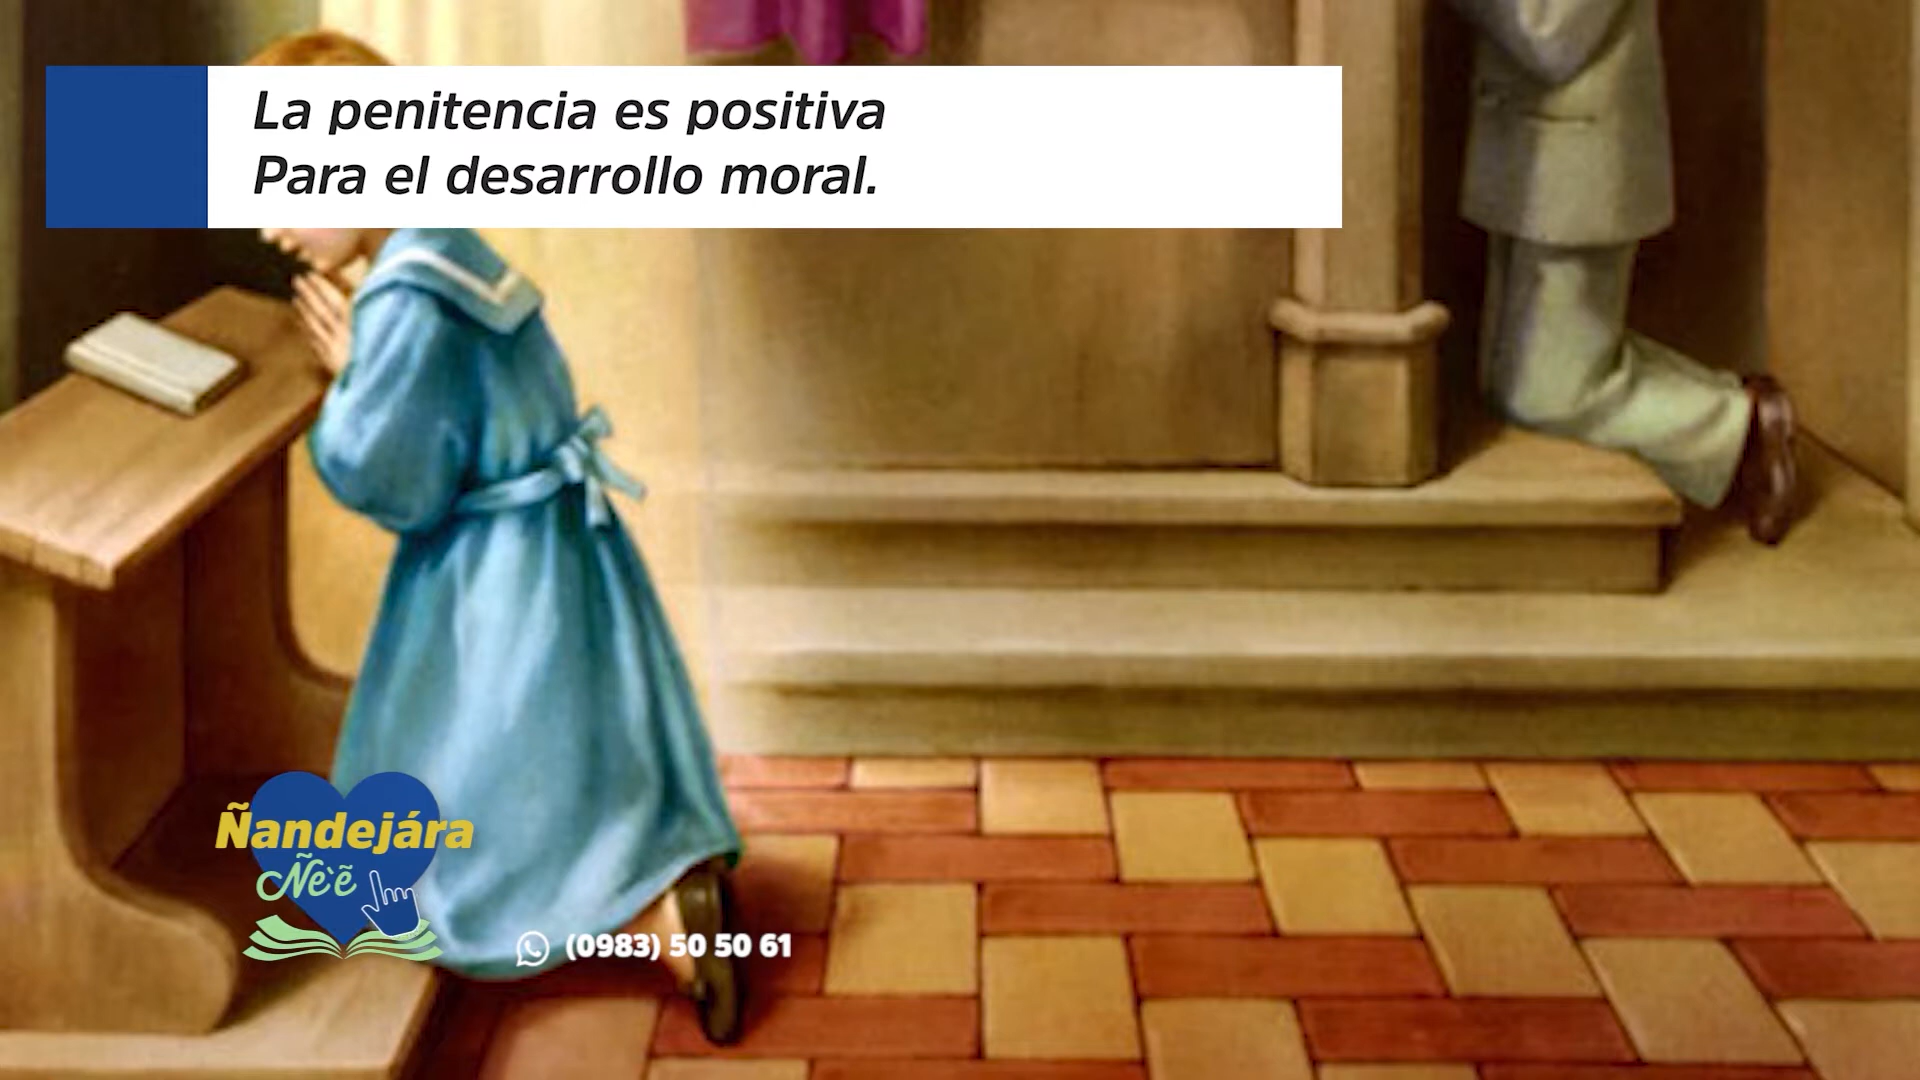 La penitencia es positiva
Para el desarrollo moral.
Ñandejára
Ñe'ẽ
(0983) 50 50 61